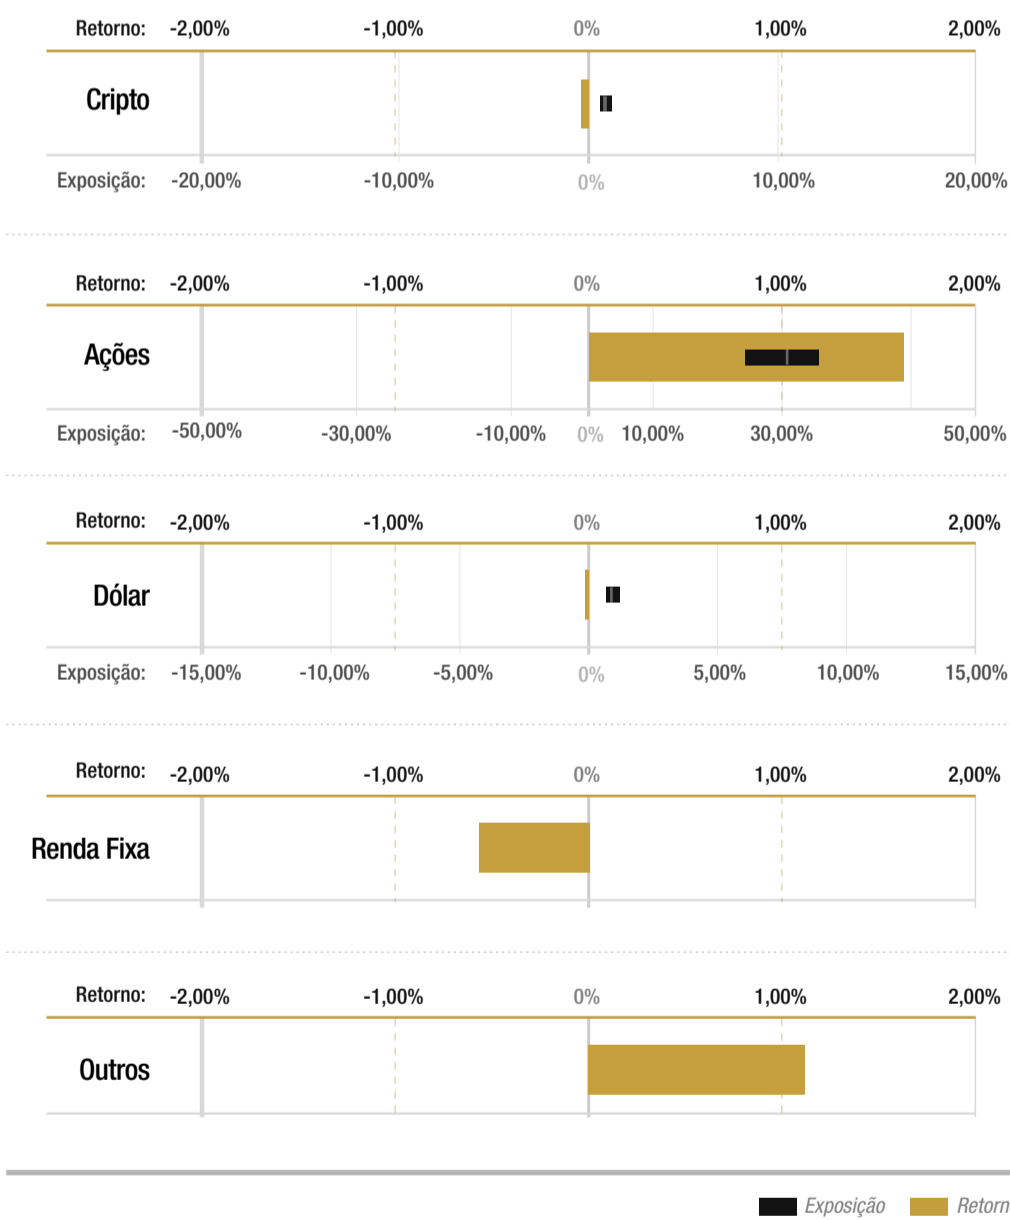 Retorno: -2,00% -1,00% 0% 1,00% 2,00%
Cripto
Exposição: -20,00% -10,00% 0% 10,00% 20,00%
Retorno: -2,00% -1,00% 0% 1,00% 2,00%
Ações
Exposição: -50,00% -30,00% -10,00% 0% 10,00% 30,00% 50,00%
Retorno: -2,00% -1,00% 0% 1,00% 2,00%
Dólar
Exposição: -15,00% -10,00% -5,00% 0% 5,00% 10,00% 15,00%
Retorno: -2,00% -1,00% 0% 1,00% 2,00%
Renda Fixa
Retorno: -2,00% -1,00% 0% 1,00% 2,00%
Outros
Exposição Retorn